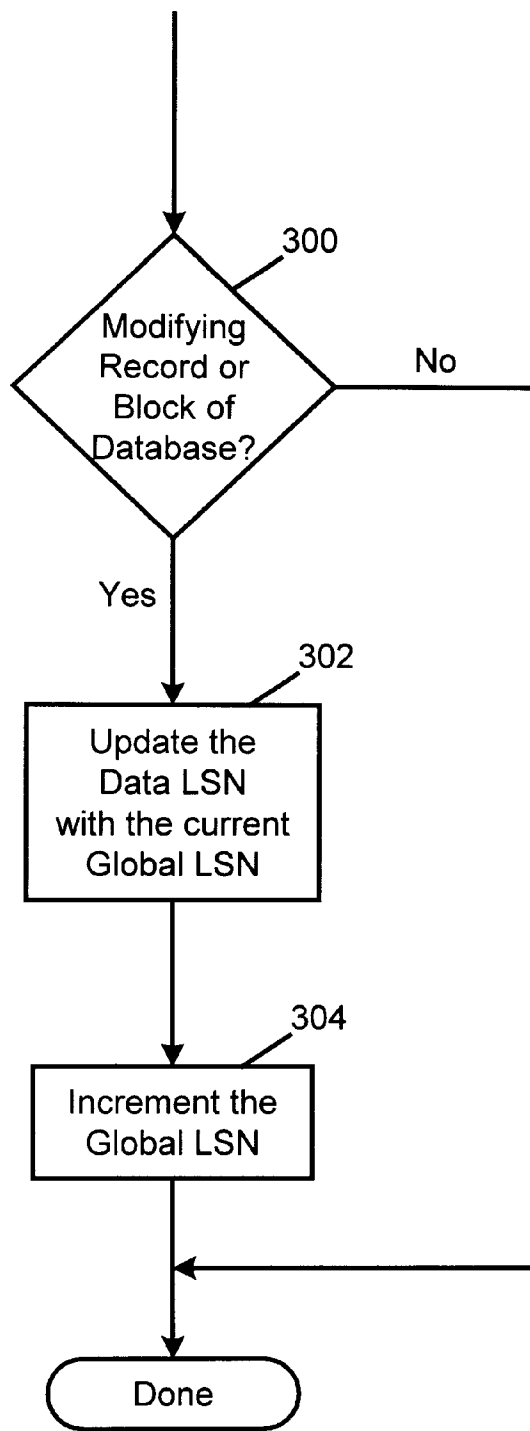 300
Modifying
Record or
Block of
Database?
No
Yes
302
Update the
Data LSN
with the current
Global LSN
304
Increment the
Global LSN
Done